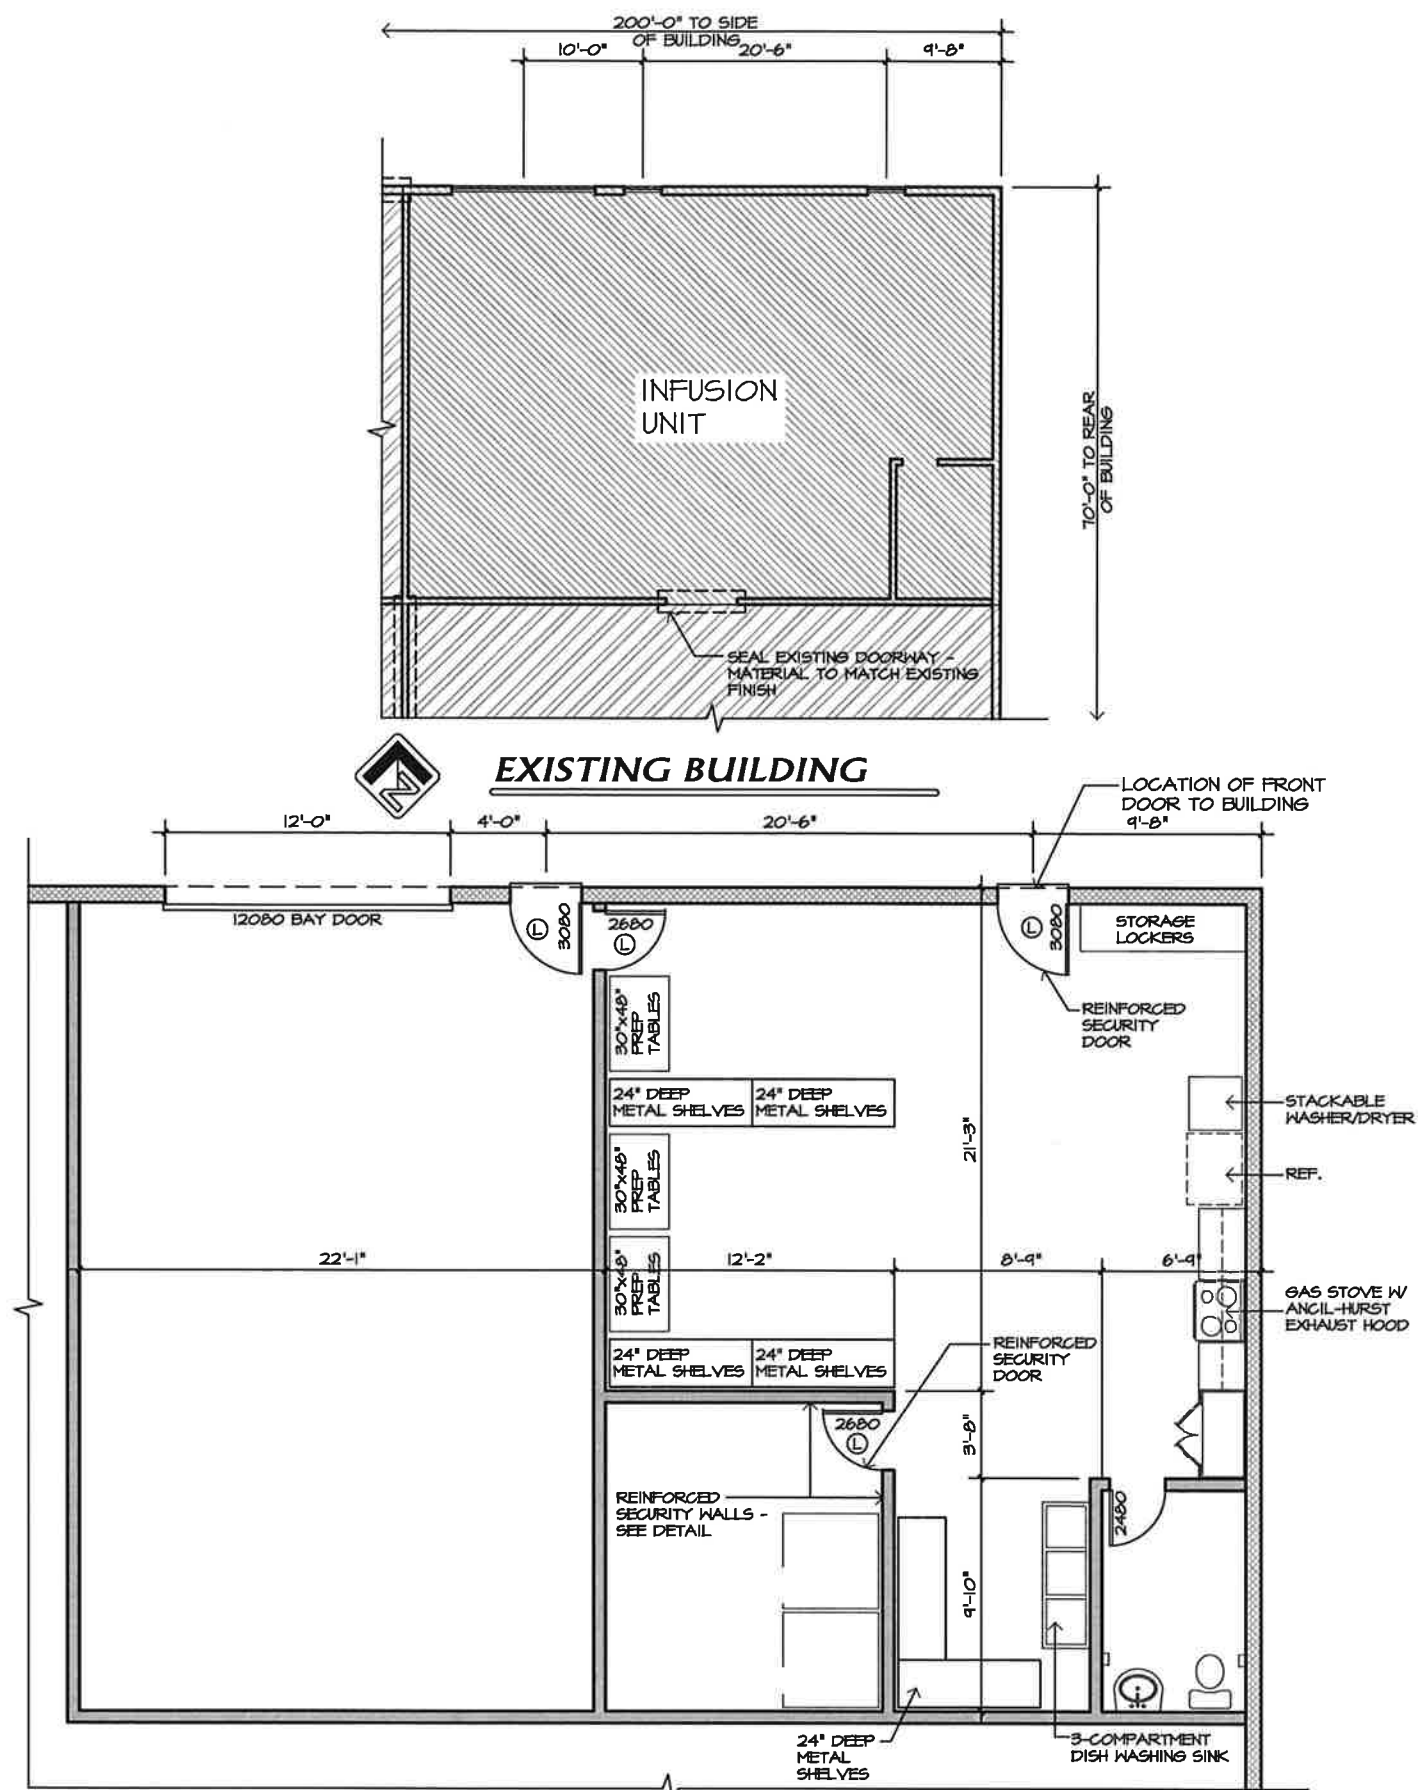 200'-0" TO SIDE
OF BUILDING
10'-0"
20'-6"
9'-8"
INFUSION
UNIT
70'-0" TO REAR
OF BUILDING
SEAL EXISTING DOORWAY -
MATERIAL TO MATCH EXISTING
FINISH
N
EXISTING BUILDING
LOCATION OF FRONT
DOOR TO BUILDING
12'-0"
4'-0"
20'-6"
9'-8"
12080 BAY DOOR
L
3080
2680
L
L
3080
STORAGE
LOCKERS
REINFORCED
SECURITY
DOOR
30"x48"
PREP
TABLES
24" DEEP
METAL SHELVES
24" DEEP
METAL SHELVES
STACKABLE
WASHER/DRYER
21'-3"
30"x48"
PREP
TABLES
REF.
22'-1"
12'-2"
8'-9"
6'-9"
30"x48"
PREP
TABLES
GAS STOVE W/
ANCIL-HURST
EXHAUST HOOD
24" DEEP
METAL SHELVES
24" DEEP
METAL SHELVES
REINFORCED
SECURITY
DOOR
2680
L
3'-8"
REINFORCED
SECURITY WALLS -
SEE DETAIL
2480
9'-10"
24" DEEP
METAL
SHELVES
3-COMPARTMENT
DISH WASHING SINK